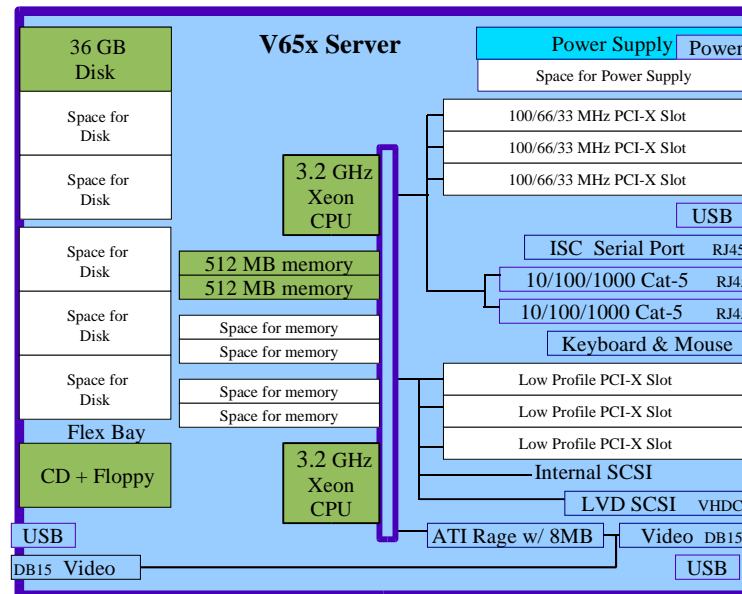 V65x Server
36 GB
Disk
Space for
Disk
Space for
Disk
Space for
Disk
Space for
Disk
Space for
Disk
Flex Bay
CD + Floppy
USB
DB15 Video
3.2 GHz
Xeon
CPU
512 MB memory
512 MB memory
Space for memory
Space for memory
Space for memory
Space for memory
3.2 GHz
Xeon
CPU
Power Supply Power
Space for Power Supply
100/66/33 MHz PCI-X Slot
100/66/33 MHz PCI-X Slot
100/66/33 MHz PCI-X Slot
USB
ISC Serial Port RJ45
10/100/1000 Cat-5 RJ45
10/100/1000 Cat-5 RJ45
Keyboard & Mouse
Low Profile PCI-X Slot
Low Profile PCI-X Slot
Low Profile PCI-X Slot
Internal SCSI
LVD SCSI VHDC
ATI Rage w/ 8MB Video DB15
USB